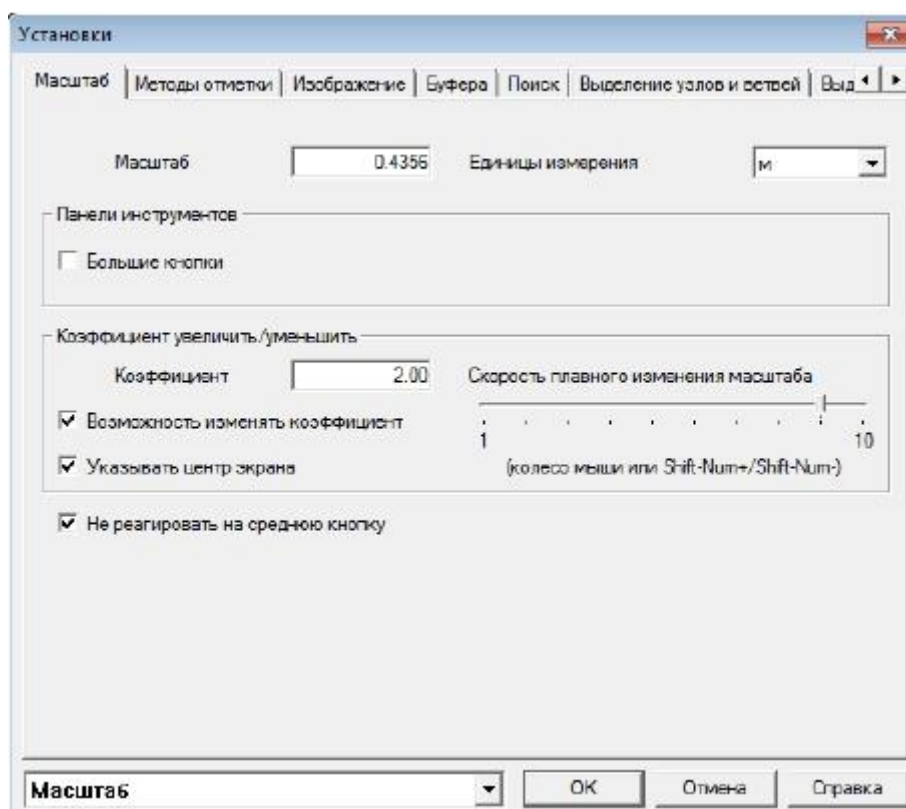 Установки
Масштаб Методы отметки Изображение Буфера Поиск Выделение узлов и ветвей Выд
Масштаб 0.4356 Единицы измерения м
Панели инструментов
Большие кнопки
Коэффициент увеличить/уменьшить
Коэффициент 2.00 Скорость плавного изменения масштаба
Возможность изменять коэффициент
1 10
Указывать центр экрана (колесо мыши или Shift-Num+/Shift-Num-)
Не реагировать на среднюю кнопку
Масштаб OK Отмена Справка